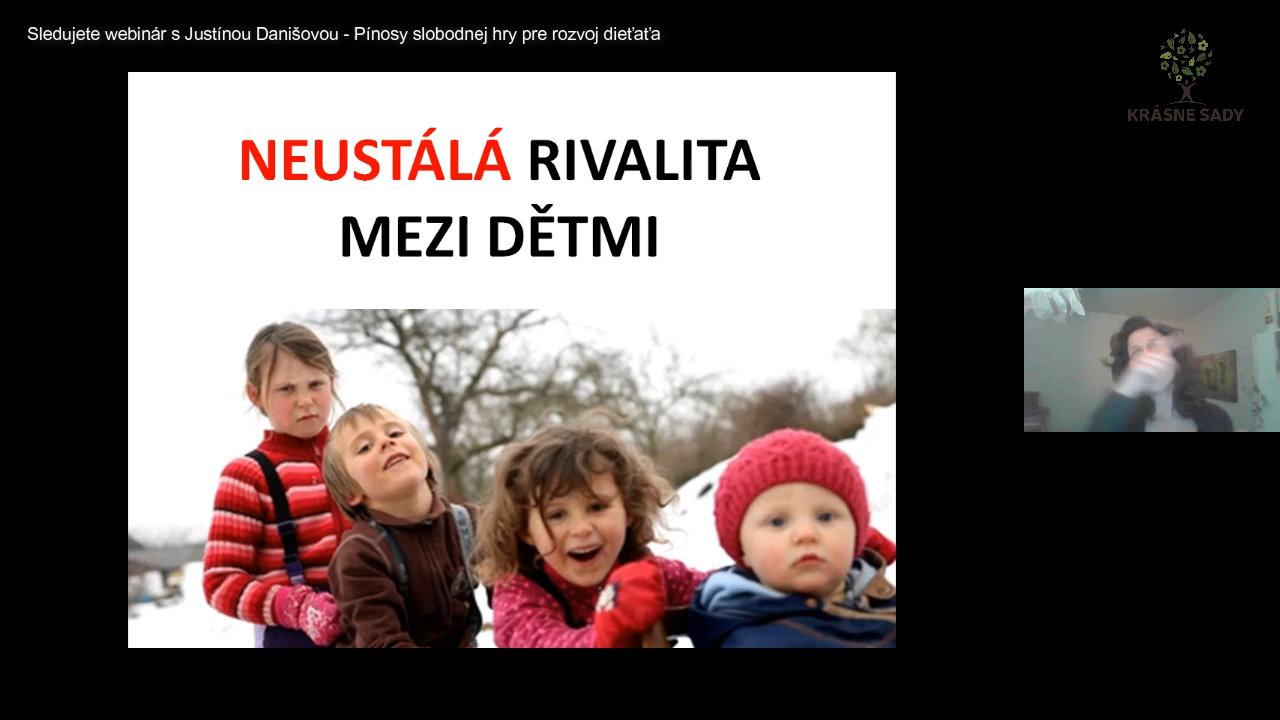 Sledujete webinár s Justínou Danišovou - Pínosy slobodnej hry pre rozvoj dieťaťa
KRÁSNE SADY
NEUSTÁLÁ RIVALITA
MEZI DĚTMI